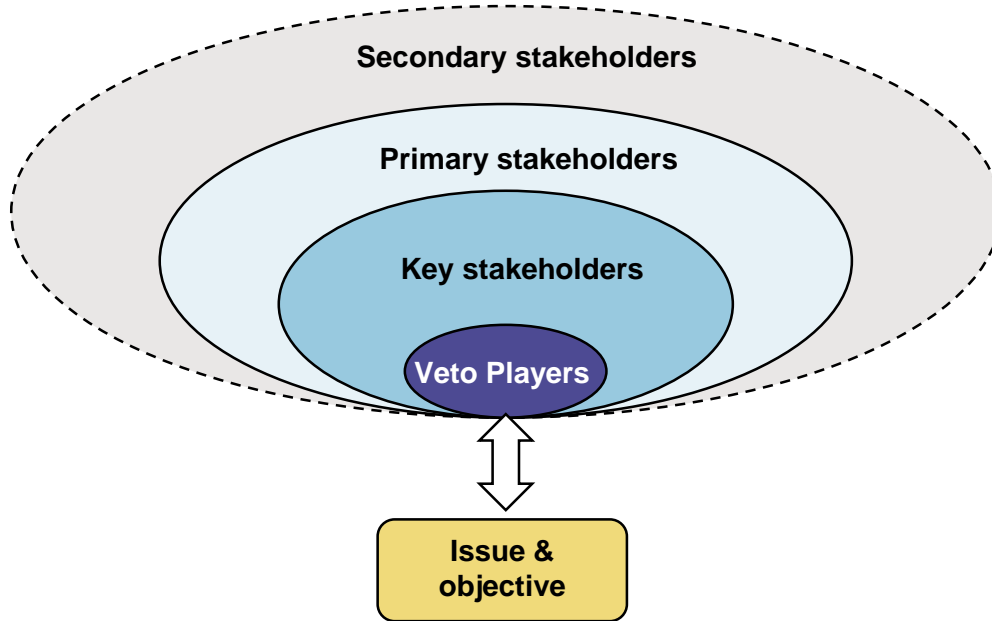 Secondary stakeholders
Primary stakeholders
Key stakeholders
Veto Players
Issue &
objective